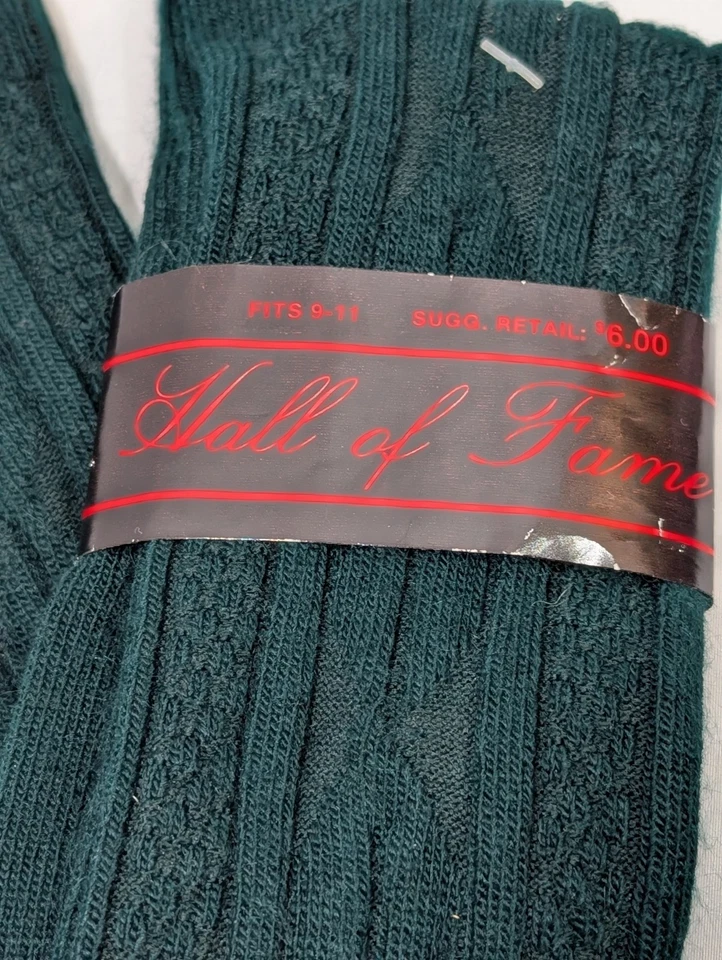 FITS 9-11 SUGG. RETAIL: $6.00
Hall of Fame